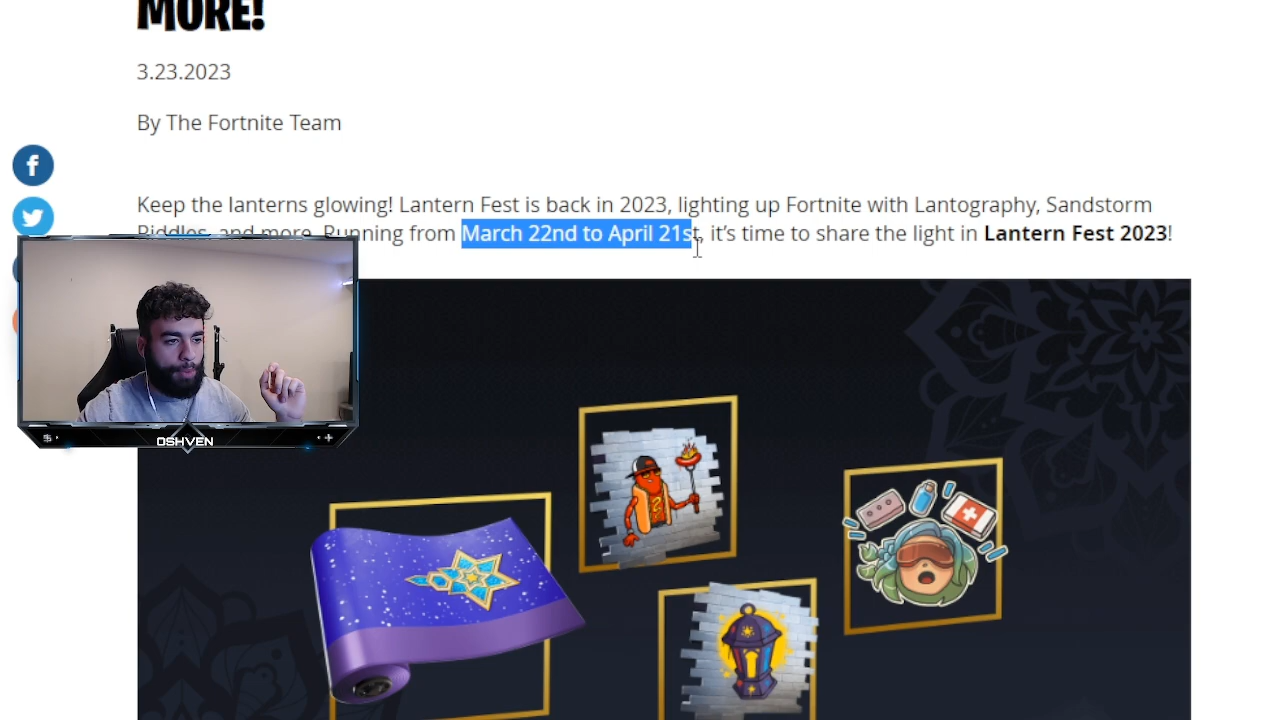 MORE!
3.23.2023
By The Fortnite Team
Keep the lanterns glowing! Lantern Fest is back in 2023, lighting up Fortnite with Lantography, Sandstorm
Riddles, and more. Running from March 22nd to April 21st, it’s time to share the light in Lantern Fest 2023!
OSHVEN